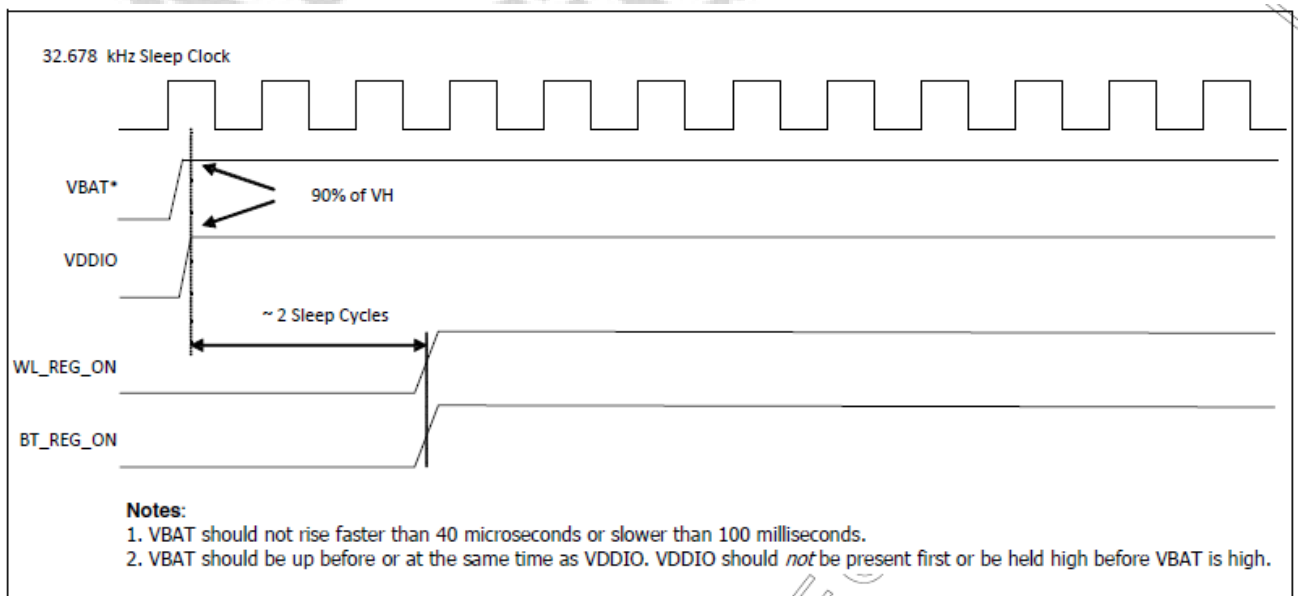 32.678 kHz Sleep Clock
VBAT*
90% of VH
VDDIO
~ 2 Sleep Cycles
WL_REG_ON
BT_REG_ON
Notes:
1. VBAT should not rise faster than 40 microseconds or slower than 100 milliseconds.
2. VBAT should be up before or at the same time as VDDIO. VDDIO should not be present first or be held high before VBAT is high.